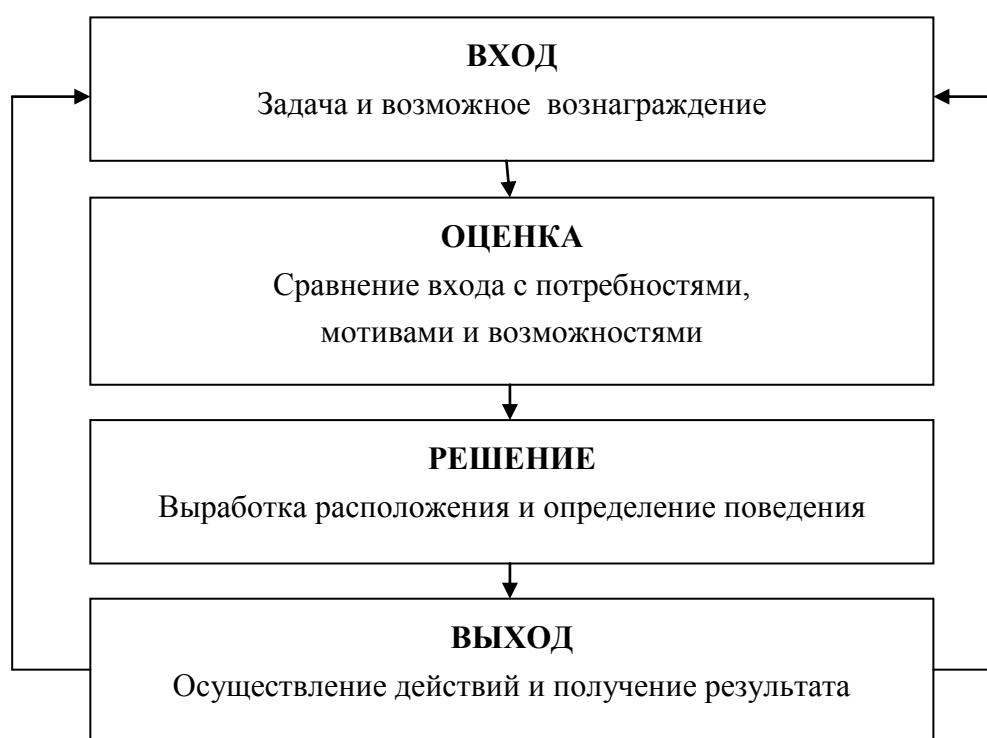 ВХОД
Задача и возможное вознаграждение
ОЦЕНКА
Сравнение входа с потребностями,
мотивами и возможностями
РЕШЕНИЕ
Выработка расположения и определение поведения
ВЫХОД
Осуществление действий и получение результата